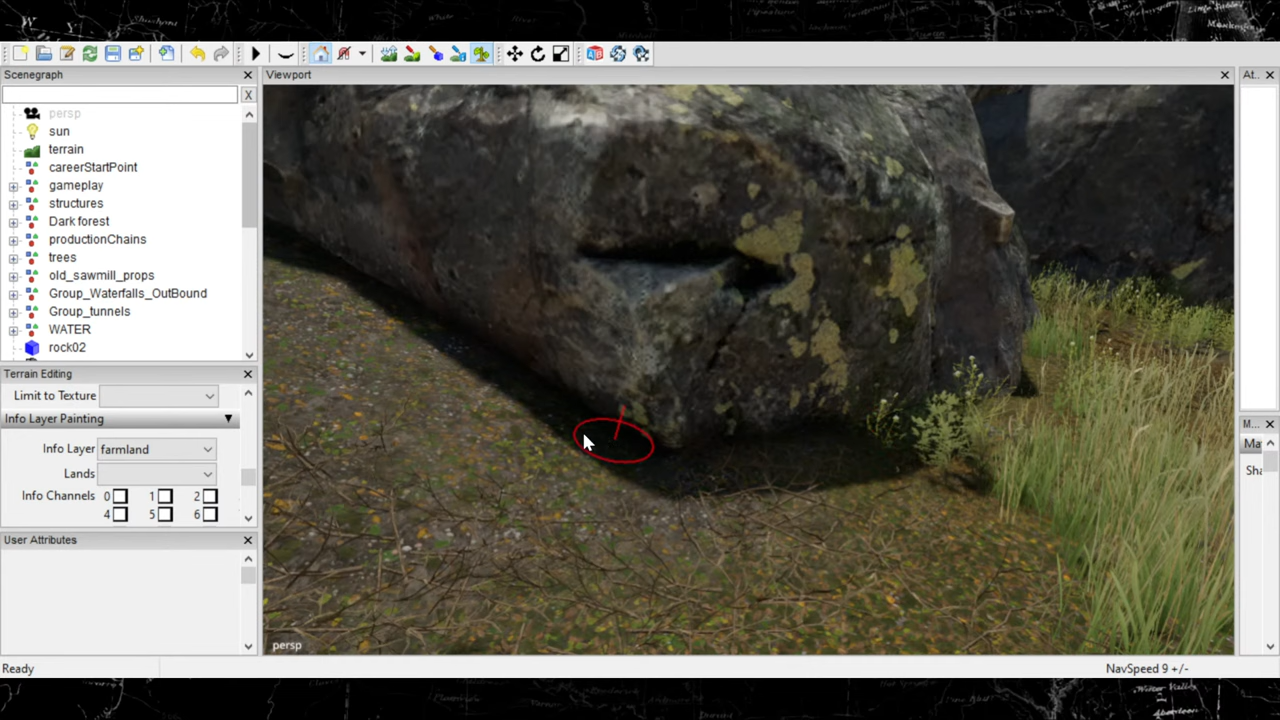 Scenegraph
Viewport
At..
X
persp
sun
terrain
careerStartPoint
gameplay
structures
Dark forest
productionChains
trees
old_sawmill_props
Group_Waterfalls_OutBound
Group_tunnels
WATER
rock02
Terrain Editing
Limit to Texture
Info Layer Painting
Info Layer farmland
Lands
Info Channels 0 1 2
4 5 6
User Attributes
M...
Ma
Sha
persp
Ready
NavSpeed 9 +/-